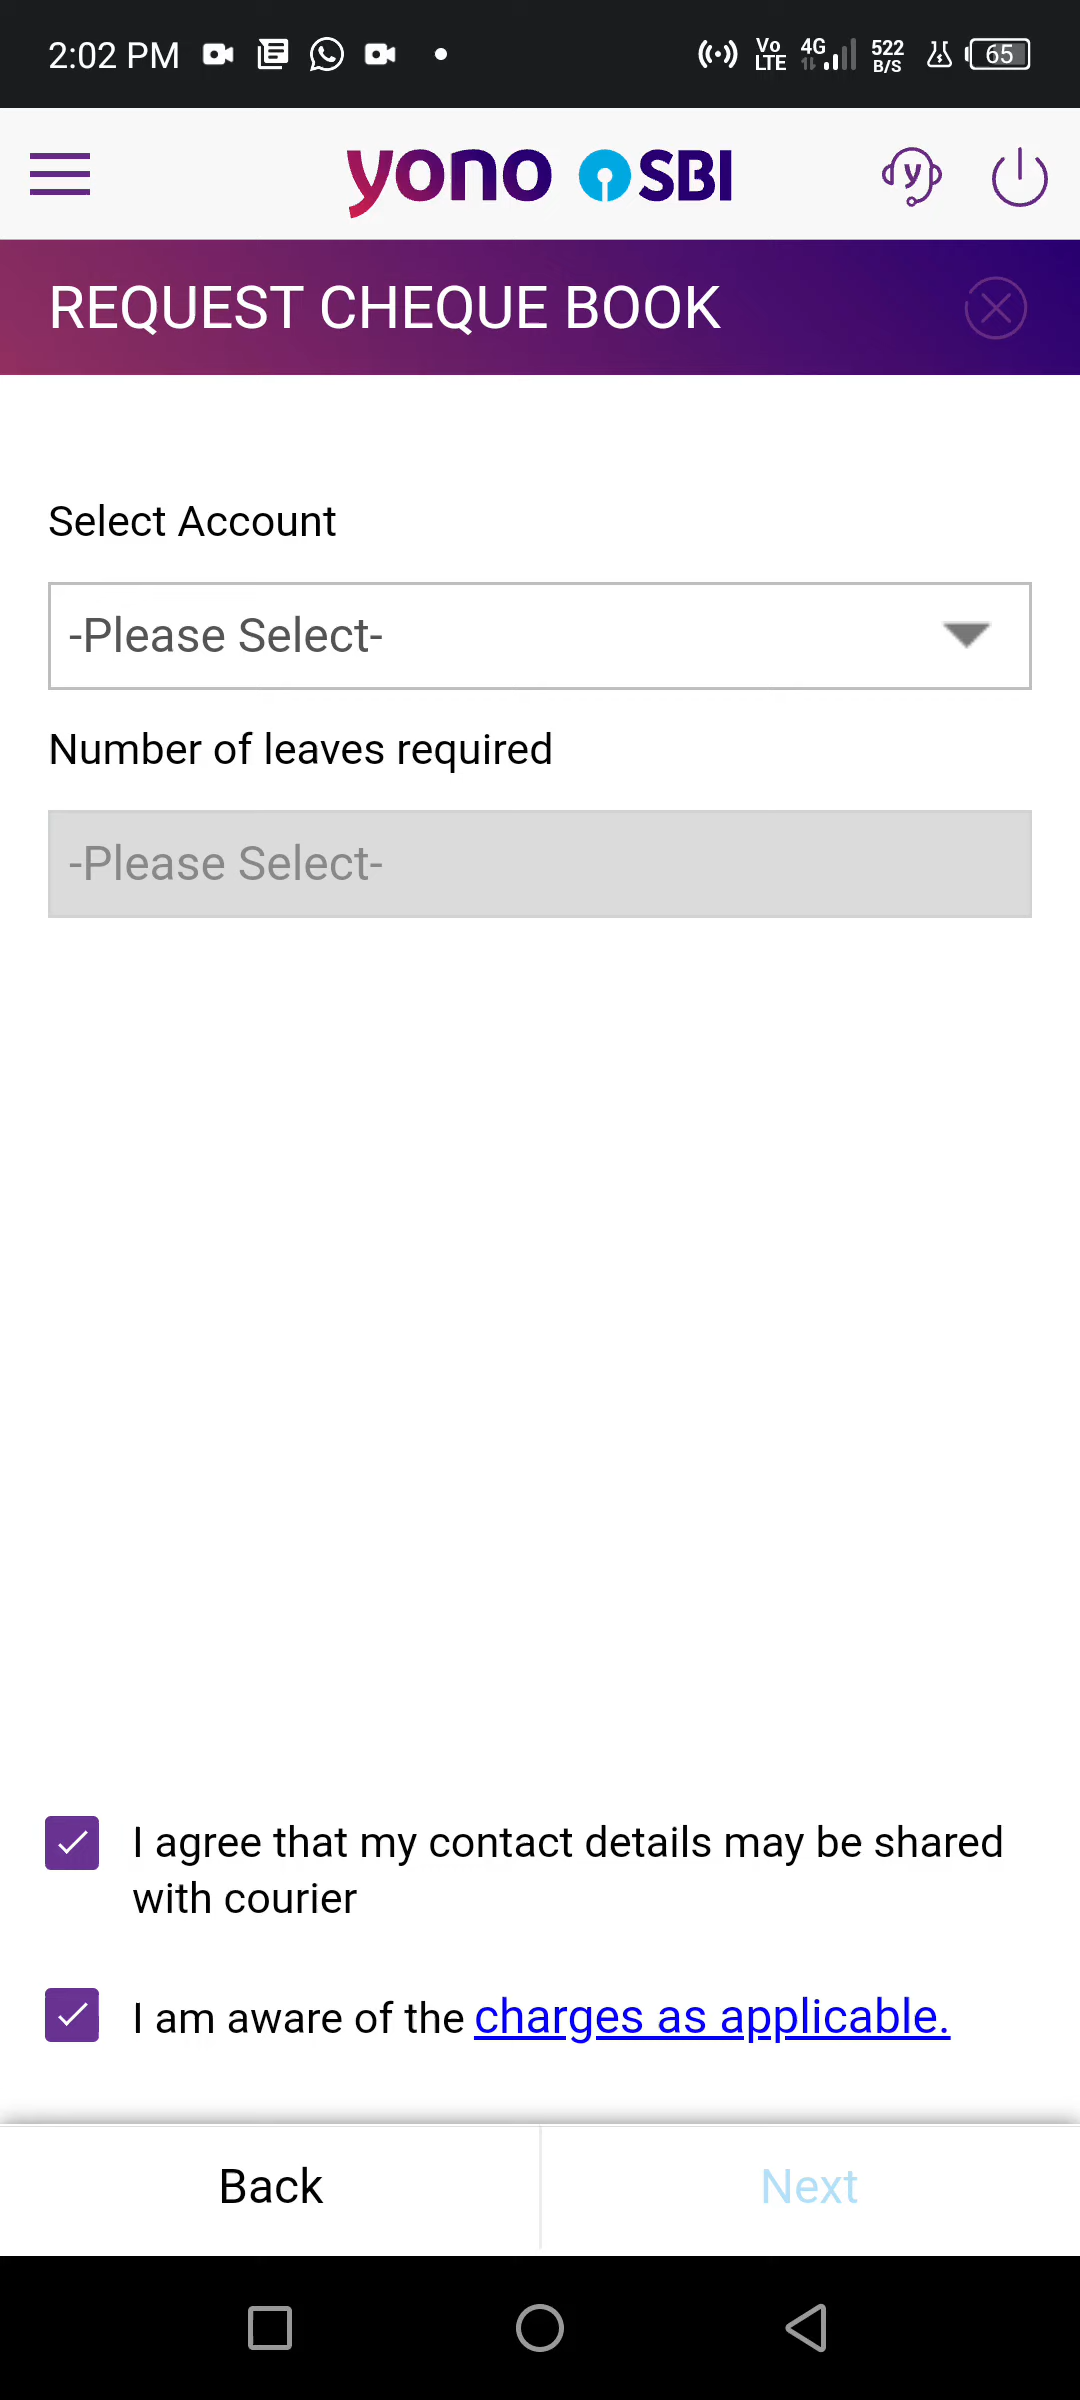 2:02 PM Vo LTE 4G 522 B/S 65
yono SBI
REQUEST CHEQUE BOOK
Select Account
-Please Select-
Number of leaves required
-Please Select-
I agree that my contact details may be shared
with courier
I am aware of the charges as applicable.
Back Next